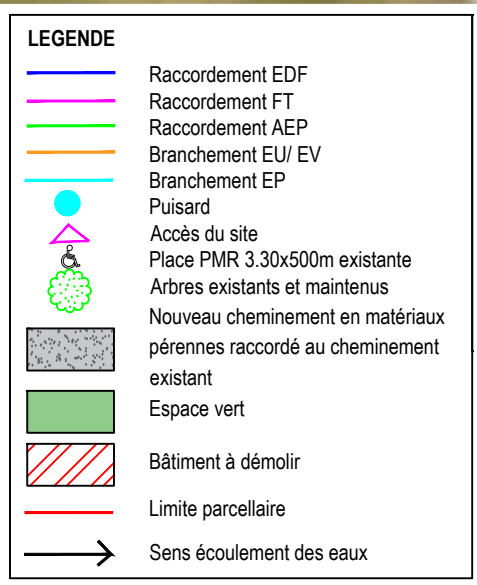 LEGENDE
Raccordement EDF
Raccordement FT
Raccordement AEP
Branchement EU/ EV
Branchement EP
Puisard
Accès du site
Place PMR 3.30x500m existante
Arbres existants et maintenus
Nouveau cheminement en matériaux
pérennes raccordé au cheminement
existant
Espace vert
Bâtiment à démolir
Limite parcellaire
Sens écoulement des eaux